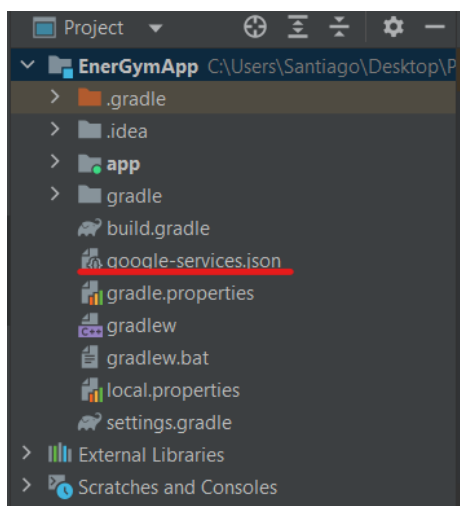 Project
EnerGymApp C:\Users\Santiago\Desktop\P
.gradle
.idea
app
gradle
build.gradle
google-services.json
gradle.properties
C++ gradlew
gradlew.bat
local.properties
settings.gradle
External Libraries
Scratches and Consoles